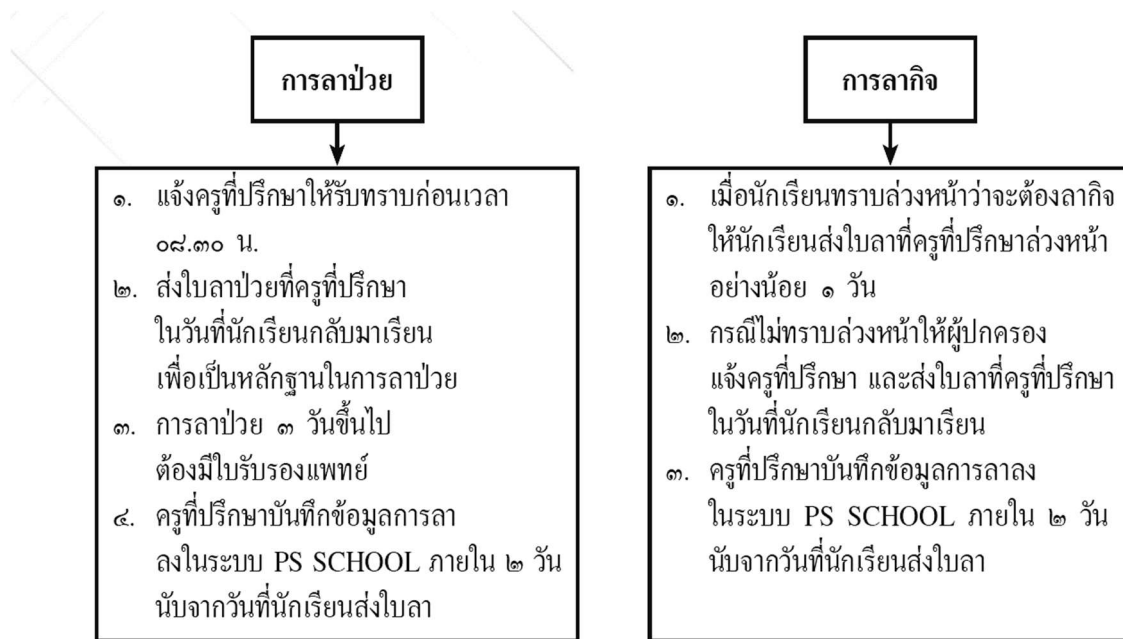 การลาป่วย
๑. แจ้งครูที่ปรึกษาให้รับทราบก่อนเวลา
๐๘.๓๐ น.
๒. ส่งใบลาป่วยที่ครูที่ปรึกษา
ในวันที่นักเรียนกลับมาเรียน
เพื่อเป็นหลักฐานในการลาป่วย
๓. การลาป่วย ๓ วันขึ้นไป
ต้องมีใบรับรองแพทย์
๔. ครูที่ปรึกษาบันทึกข้อมูลการลา
ลงในระบบ PS SCHOOL ภายใน ๒ วัน
นับจากวันที่นักเรียนส่งใบลา
การลากิจ
๑. เมื่อนักเรียนทราบล่วงหน้าว่าจะต้องลากิจ
ให้นักเรียนส่งใบลาที่ครูที่ปรึกษาล่วงหน้า
อย่างน้อย ๑ วัน
๒. กรณีไม่ทราบล่วงหน้าให้ผู้ปกครอง
แจ้งครูที่ปรึกษา และส่งใบลาที่ครูที่ปรึกษา
ในวันที่นักเรียนกลับมาเรียน
๓. ครูที่ปรึกษาบันทึกข้อมูลการลาลง
ในระบบ PS SCHOOL ภายใน ๒ วัน
นับจากวันที่นักเรียนส่งใบลา